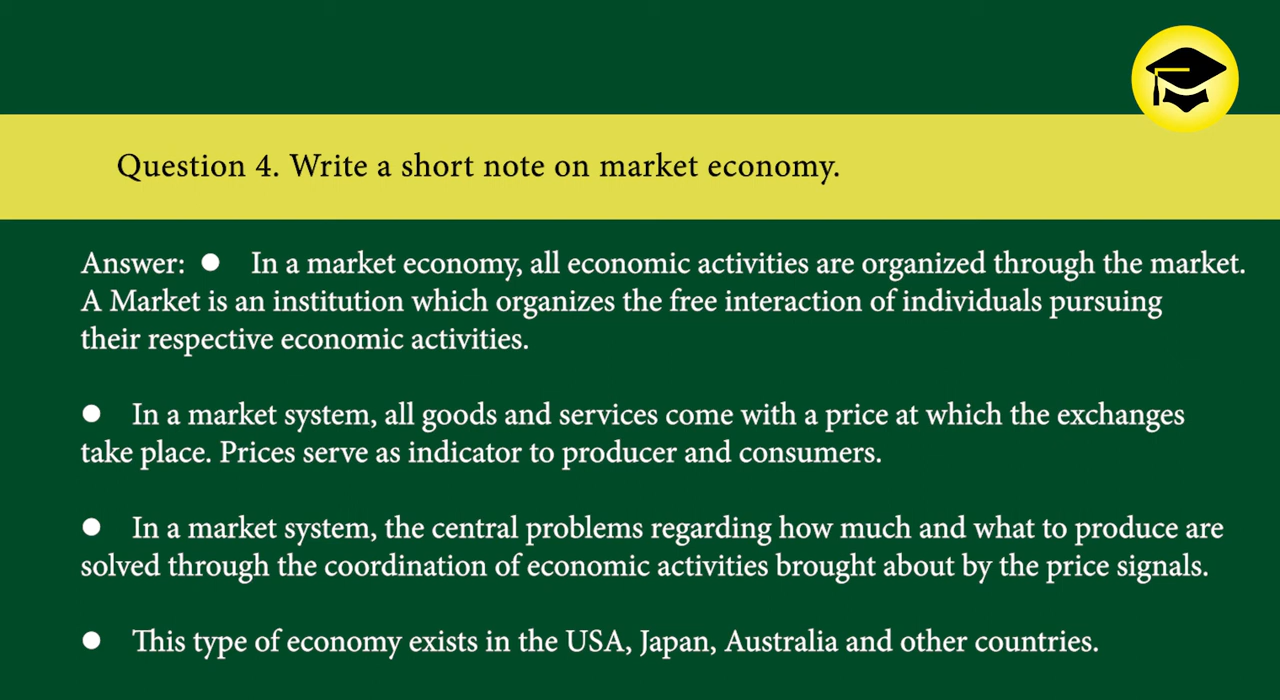 Question 4. Write a short note on market economy.
Answer: ● In a market economy, all economic activities are organized through the market.
A Market is an institution which organizes the free interaction of individuals pursuing
their respective economic activities.
● In a market system, all goods and services come with a price at which the exchanges
take place. Prices serve as indicator to producer and consumers.
● In a market system, the central problems regarding how much and what to produce are
solved through the coordination of economic activities brought about by the price signals.
● This type of economy exists in the USA, Japan, Australia and other countries.